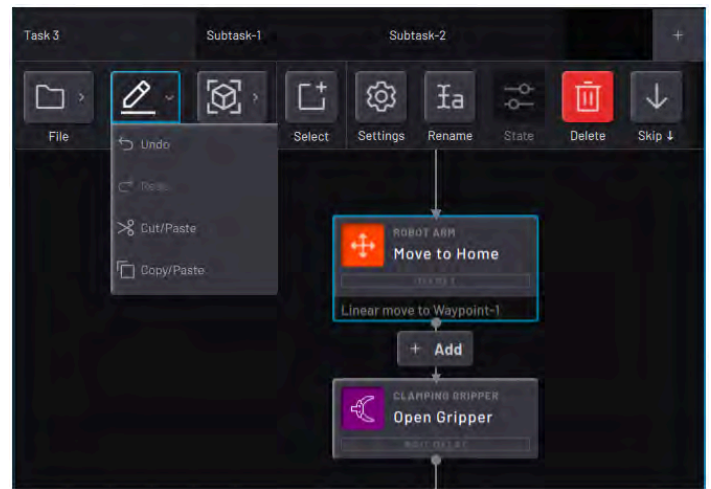 Task 3
Subtask-1
Subtask-2
+
File
Select
Settings
Rename
State
Delete
Skip ↓
Undo
Redo
Cut/Paste
Copy/Paste
ROBOT ARM
Move to Home
Linear move to Waypoint-1
+ Add
CLAMPING GRIPPER
Open Gripper